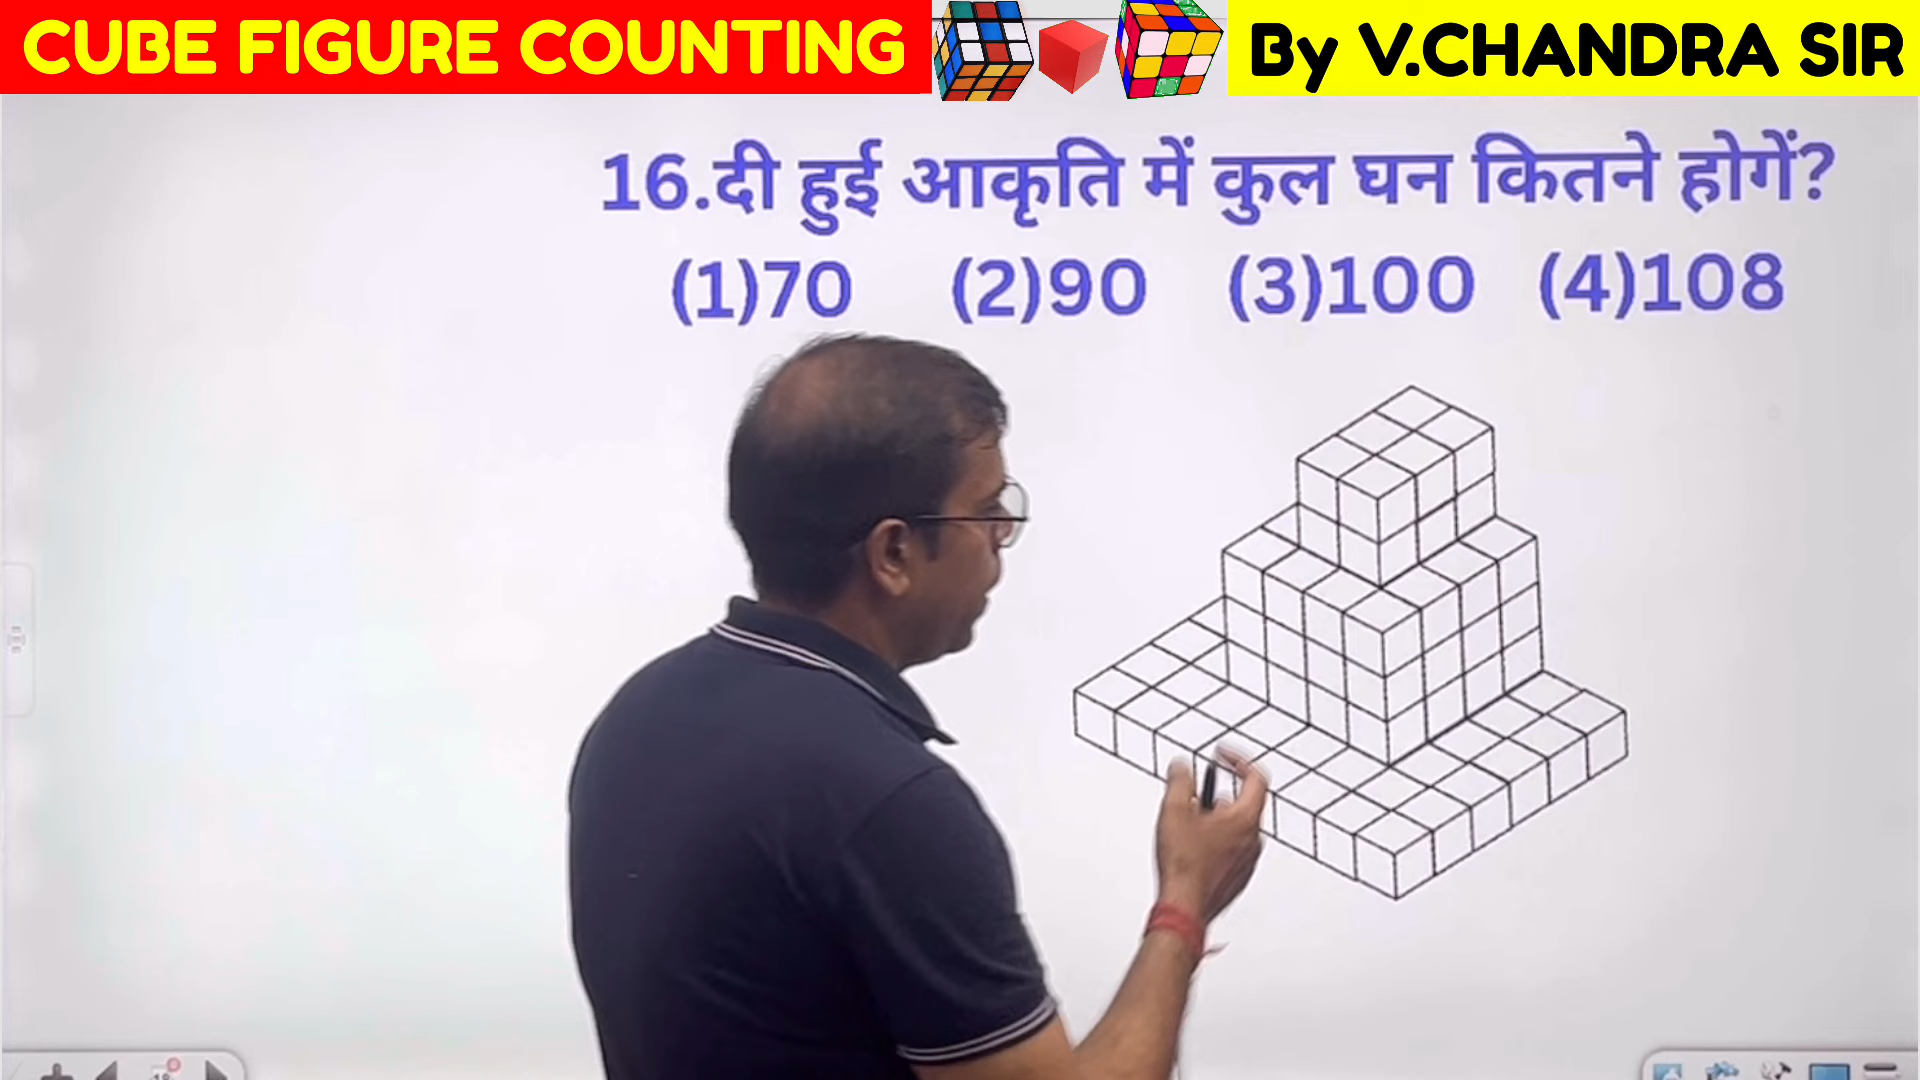 CUBE FIGURE COUNTING By V.CHANDRA SIR
16.दी हुई आकृति में कुल घन कितने होगें?
(1)70 (2)90 (3)100 (4)108